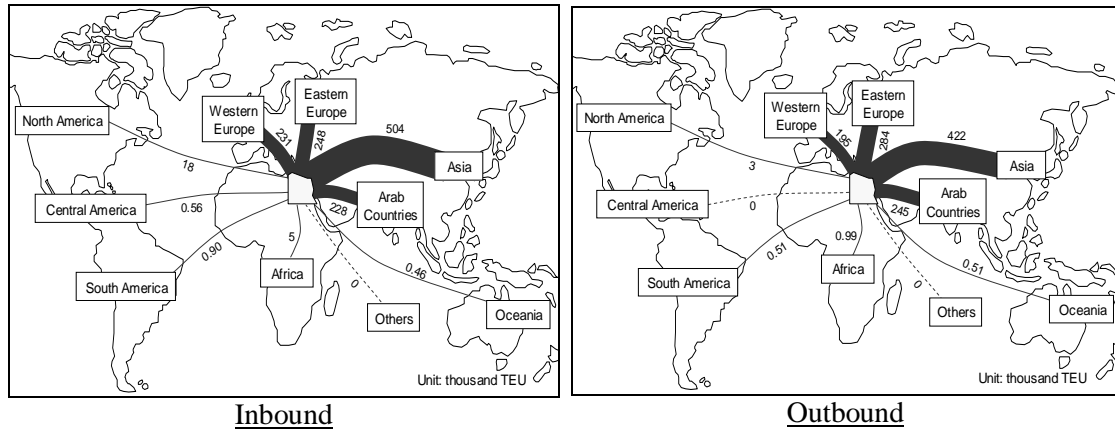 Eastern
Europe
Western
Europe
North America
504
231
248
Asia
18
Arab
Countries
Central America
0.56
228
0.90
5
Africa
0.46
South America
Others
Oceania
Unit: thousand TEU
Inbound
Eastern
Europe
Western
Europe
North America
422
195
284
Asia
3
Arab
Countries
Central America
0
245
0.51
0.99
Africa
0.51
South America
Others
Oceania
Unit: thousand TEU
Outbound